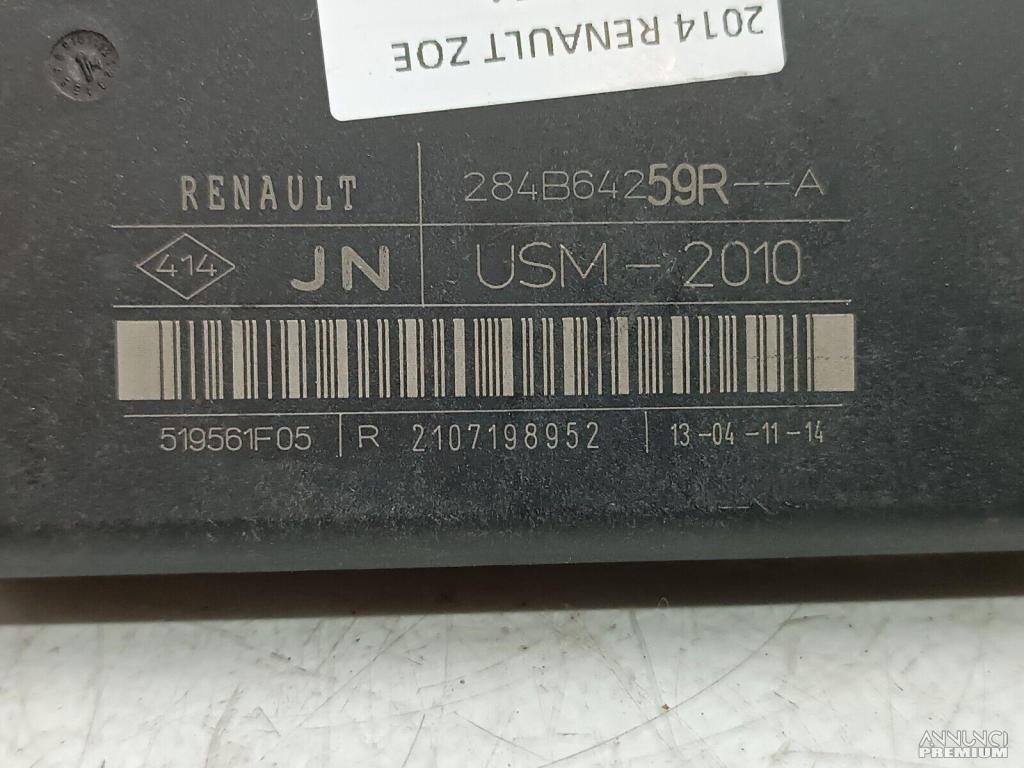 2014 RENAULT ZOE
RENAULT 284B64259R--A
414 JN USM - 2010
519561F05 R 2107198952 13-04-11-14
ANNUNCI
PREMIUM